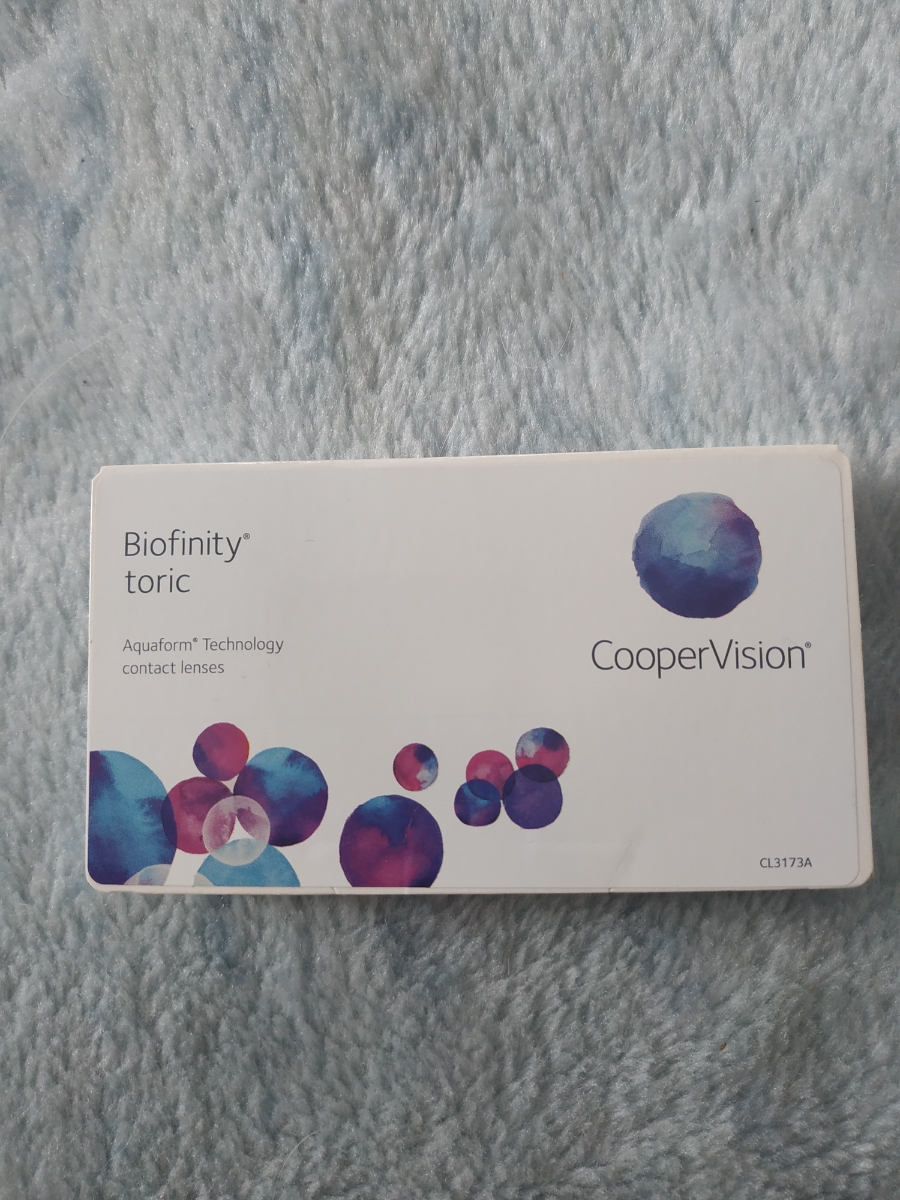 Biofinity®
toric
Aquaform® Technology
contact lenses
CooperVision®
CL3173A